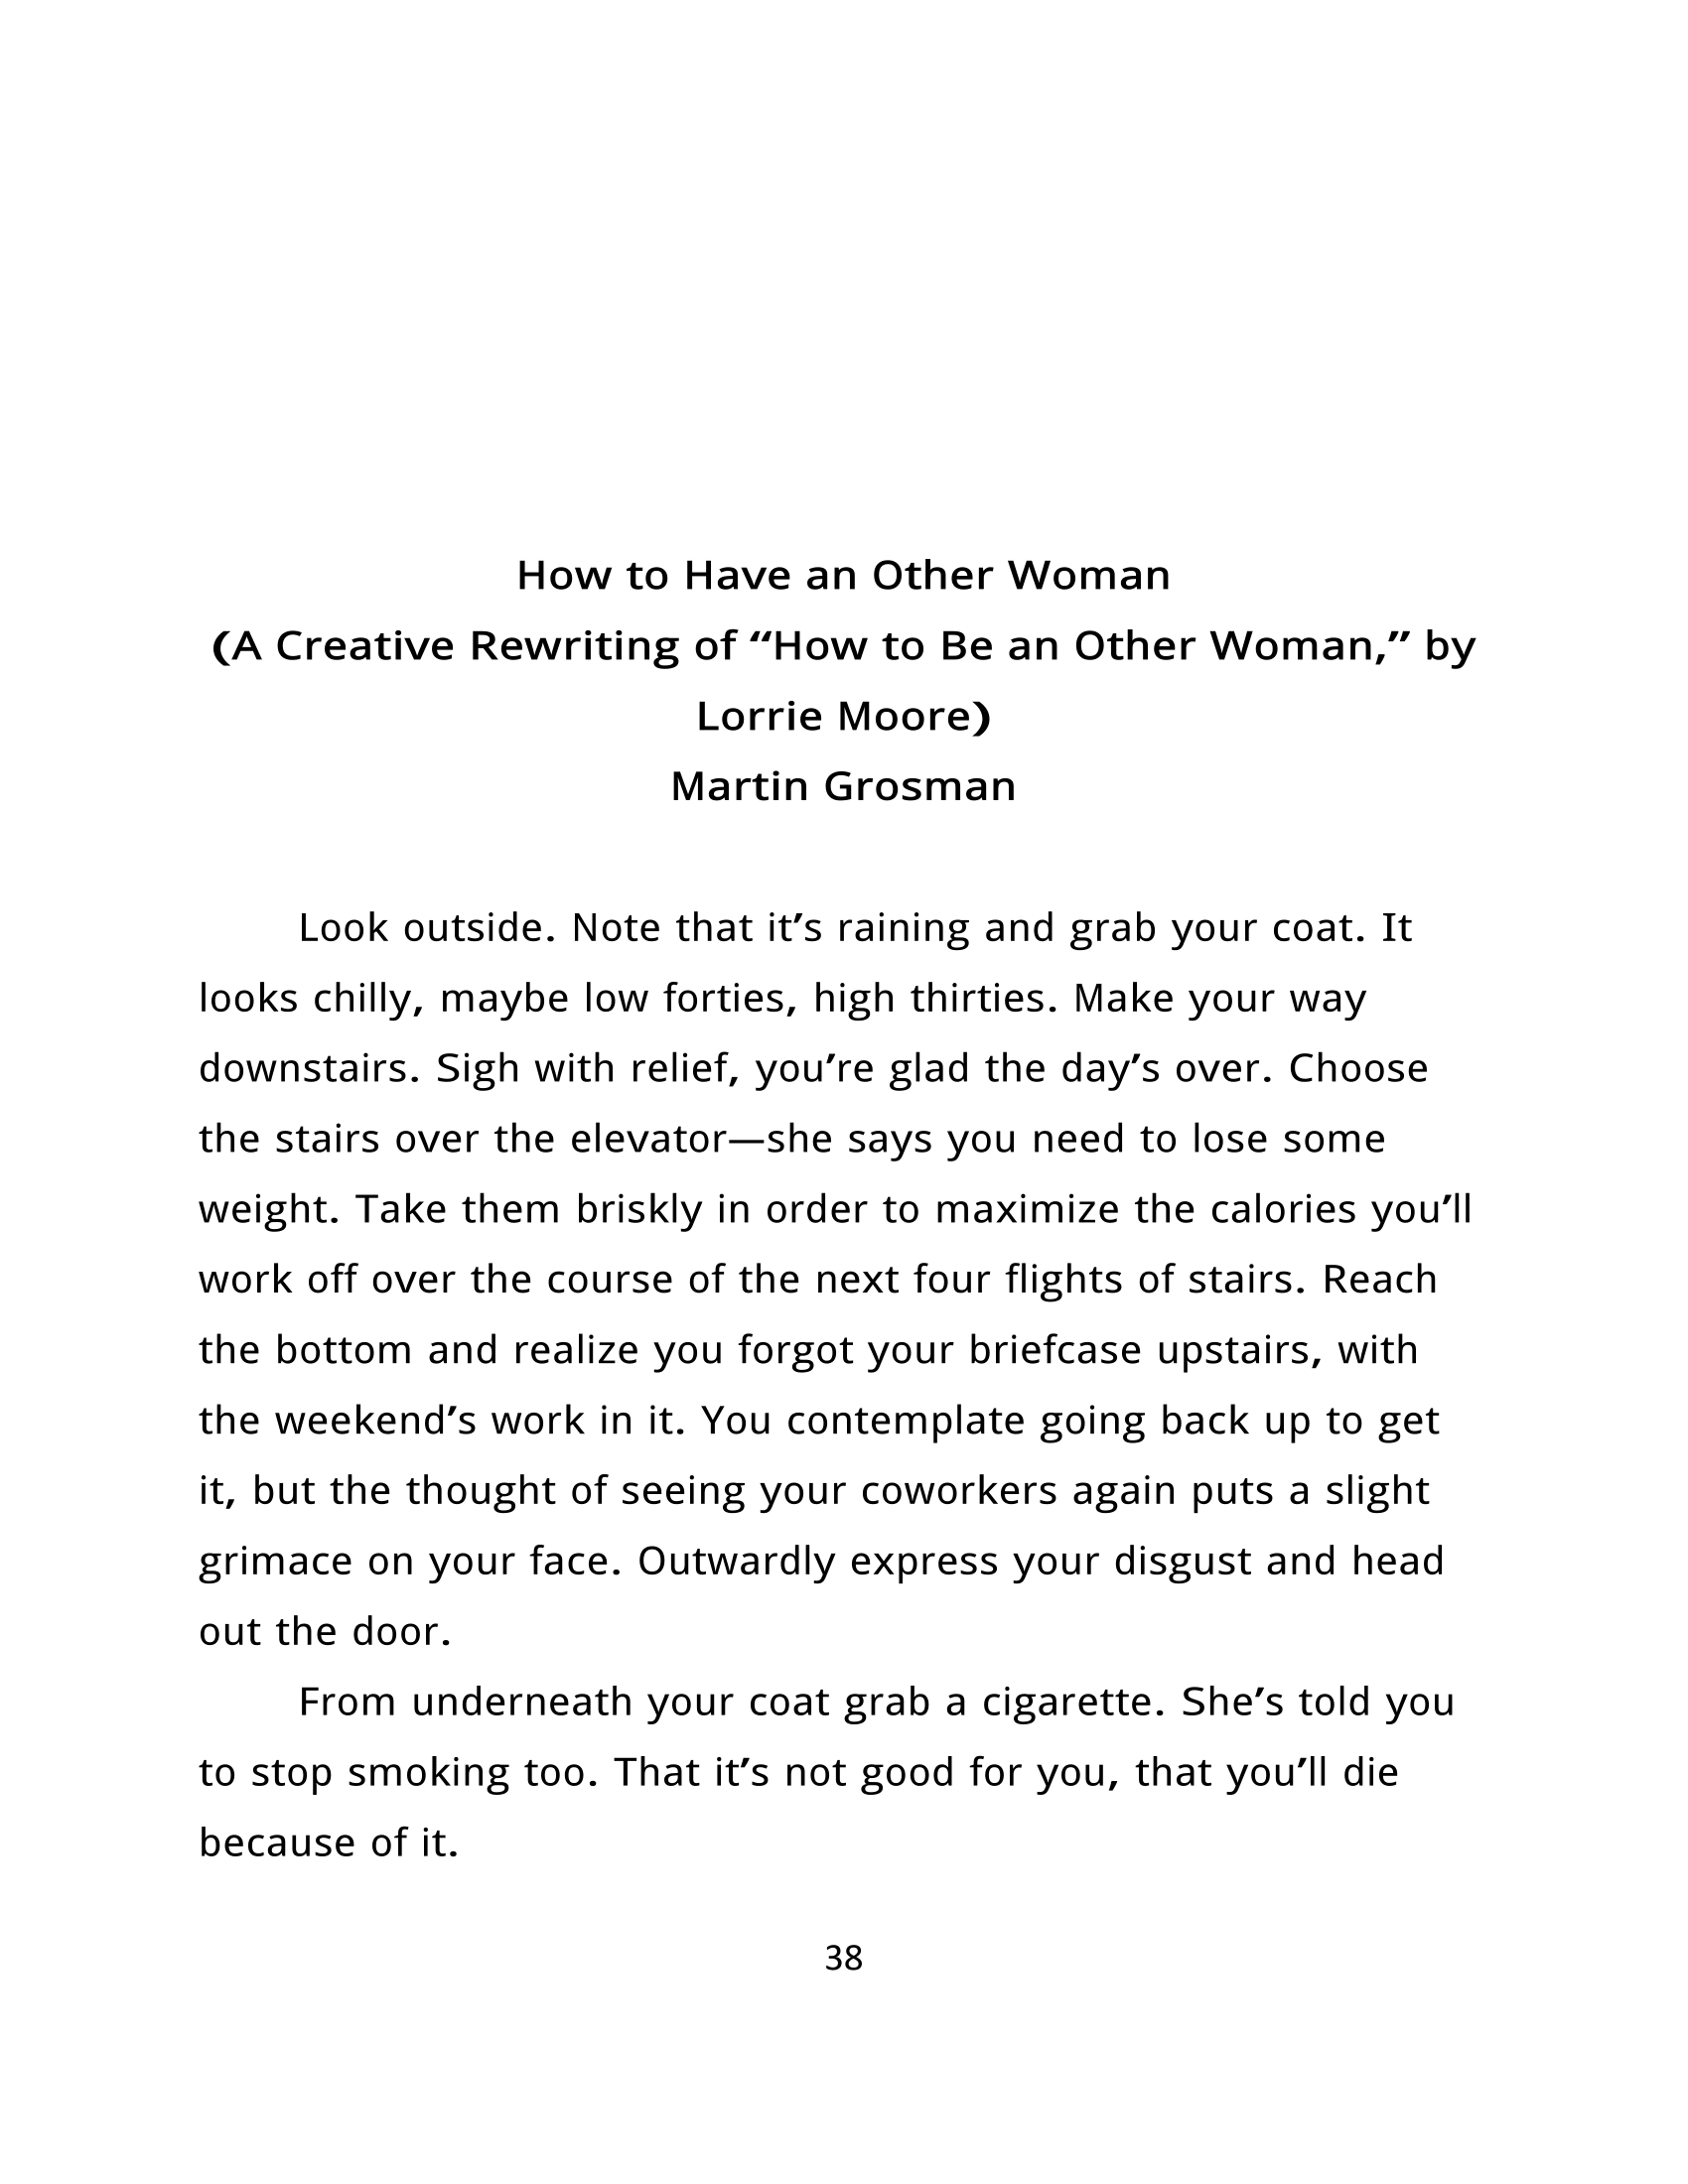 How to Have an Other Woman
(A Creative Rewriting of “How to Be an Other Woman,” by
Lorrie Moore)
Martin Grosman
Look outside. Note that it’s raining and grab your coat. It
looks chilly, maybe low forties, high thirties. Make your way
downstairs. Sigh with relief, you’re glad the day’s over. Choose
the stairs over the elevator—she says you need to lose some
weight. Take them briskly in order to maximize the calories you’ll
work off over the course of the next four flights of stairs. Reach
the bottom and realize you forgot your briefcase upstairs, with
the weekend’s work in it. You contemplate going back up to get
it, but the thought of seeing your coworkers again puts a slight
grimace on your face. Outwardly express your disgust and head
out the door.
From underneath your coat grab a cigarette. She’s told you
to stop smoking too. That it’s not good for you, that you’ll die
because of it.
38